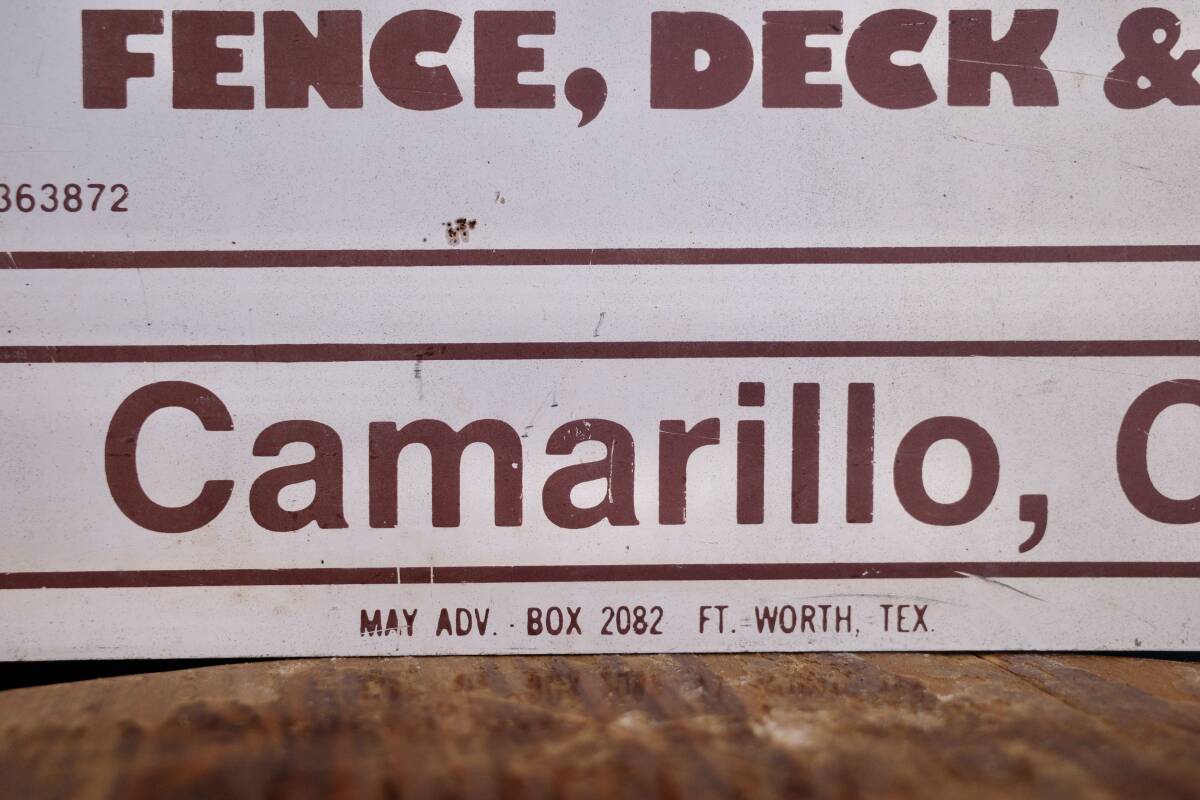 FENCE, DECK &
363872
Camarillo, C
MAY ADV. · BOX 2082 FT. WORTH, TEX.